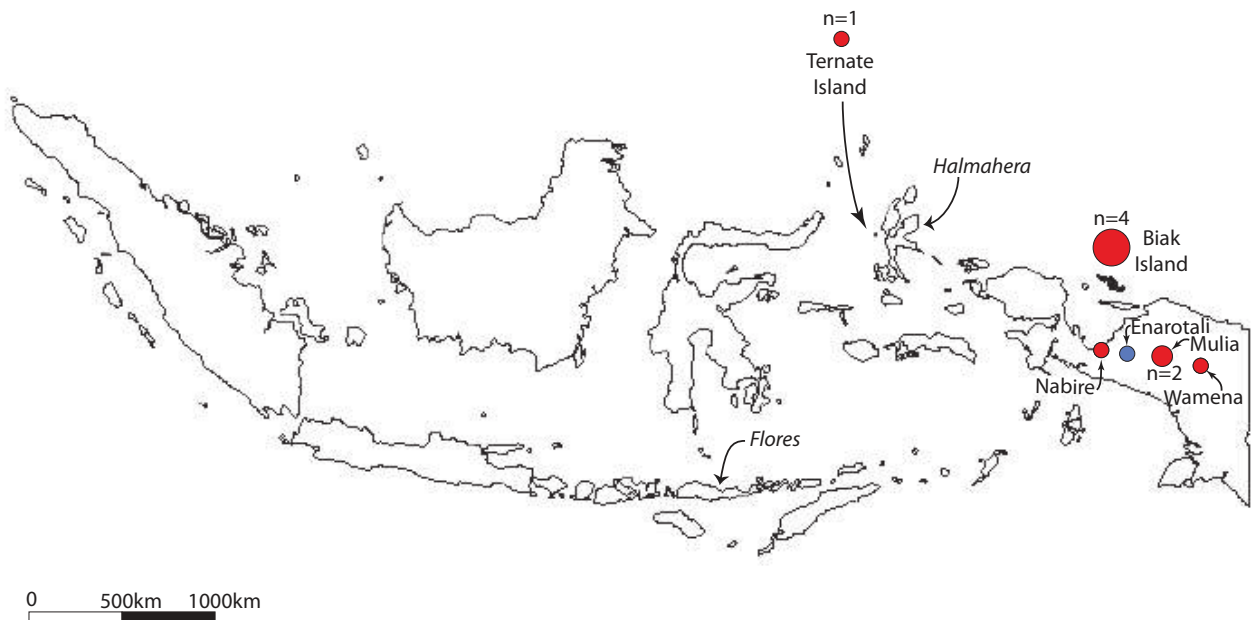 n=1
Ternate
Island
Halmahera
n=4
Biak
Island
Enarotali
Mulia
n=2
Nabire
Wamena
Flores
0 500km 1000km